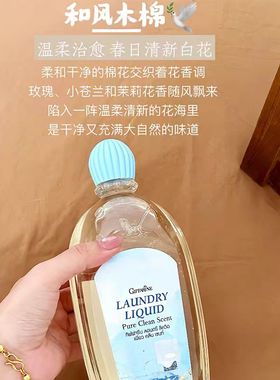 和风木棉
温柔治愈 春日清新白花
柔和干净的棉花交织着花香调
玫瑰、小苍兰和茉莉花香随风飘来
陷入一阵温柔清新的花海里
是干净又充满大自然的味道
GIFFARINE
LAUNDRY
LIQUID
Pure Clean Scent